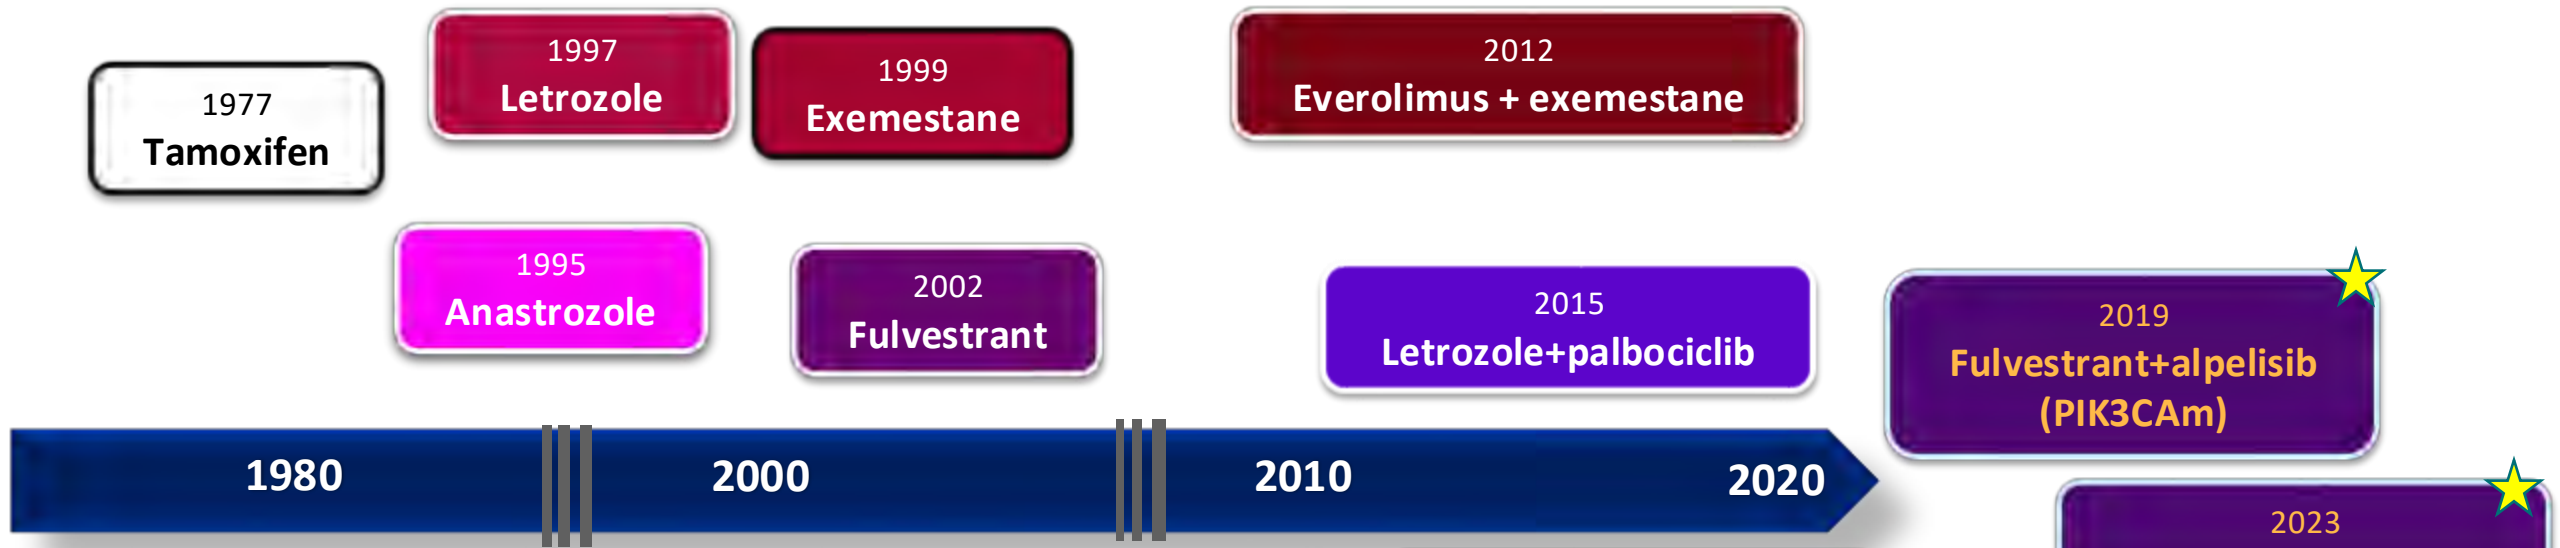 1977
Tamoxifen
1997
Letrozole
1999
Exemestane
2012
Everolimus + exemestane
1995
Anastrozole
2002
Fulvestrant
2015
Letrozole+palbociclib
2019
Fulvestrant+alpelisib
(PIK3CAm)
1980
2000
2010
2020
2023